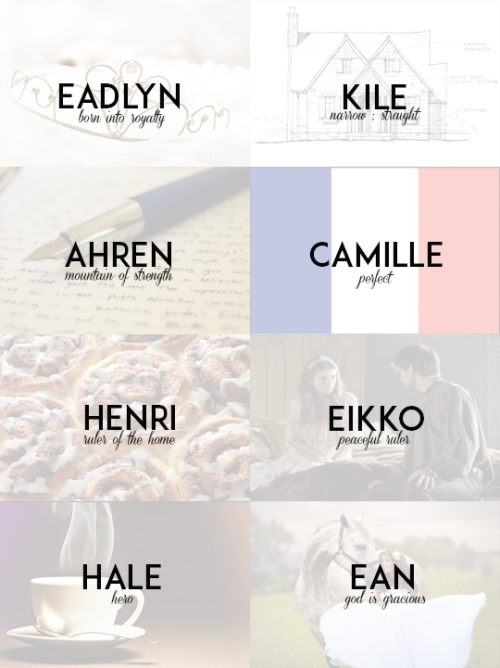 EADLYN
born into royalty
KILE
narrow : straight
AHREN
mountain of strength
CAMILLE
perfect
HENRI
ruler of the home
EIKKO
peaceful ruler
HALE
hero
EAN
god is gracious